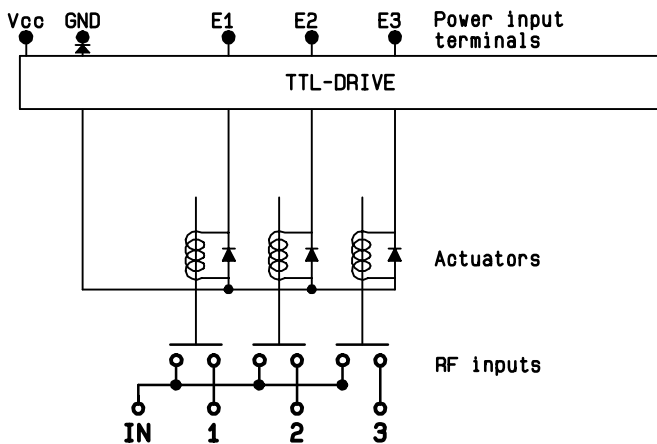 Vcc GND E1 E2 E3 Power input
terminals
TTL-DRIVE
Actuators
RF inputs
IN 1 2 3